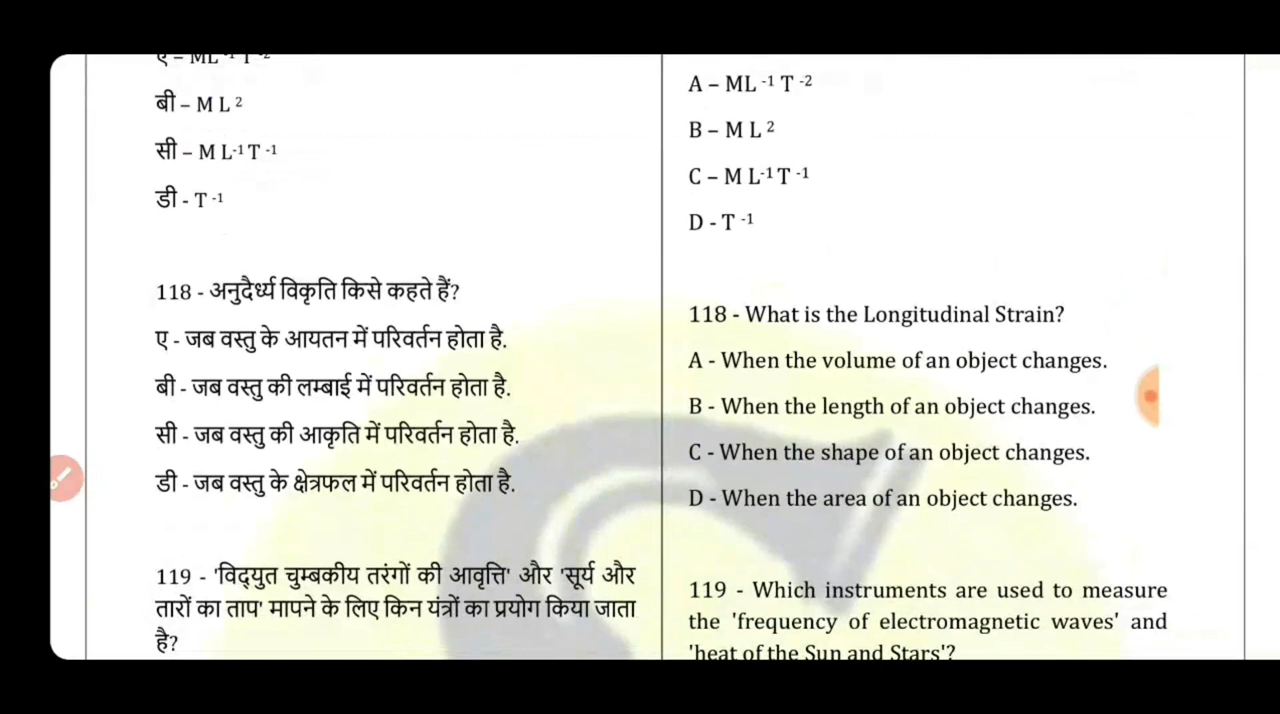 ए – ML -1 T -2
बी – M L 2
सी – M L-1 T -1
डी - T -1
118 - अनुदैर्ध्य विकृति किसे कहते हैं?
ए - जब वस्तु के आयतन में परिवर्तन होता है.
बी - जब वस्तु की लम्बाई में परिवर्तन होता है.
सी - जब वस्तु की आकृति में परिवर्तन होता है.
डी - जब वस्तु के क्षेत्रफल में परिवर्तन होता है.
119 - 'विद्युत चुम्बकीय तरंगों की आवृत्ति' और 'सूर्य और
तारों का ताप' मापने के लिए किन यंत्रों का प्रयोग किया जाता
है?
A – ML -1 T -2
B – M L 2
C – M L-1 T -1
D - T -1
118 - What is the Longitudinal Strain?
A - When the volume of an object changes.
B - When the length of an object changes.
C - When the shape of an object changes.
D - When the area of an object changes.
119 - Which instruments are used to measure
the 'frequency of electromagnetic waves' and
'heat of the Sun and Stars'?